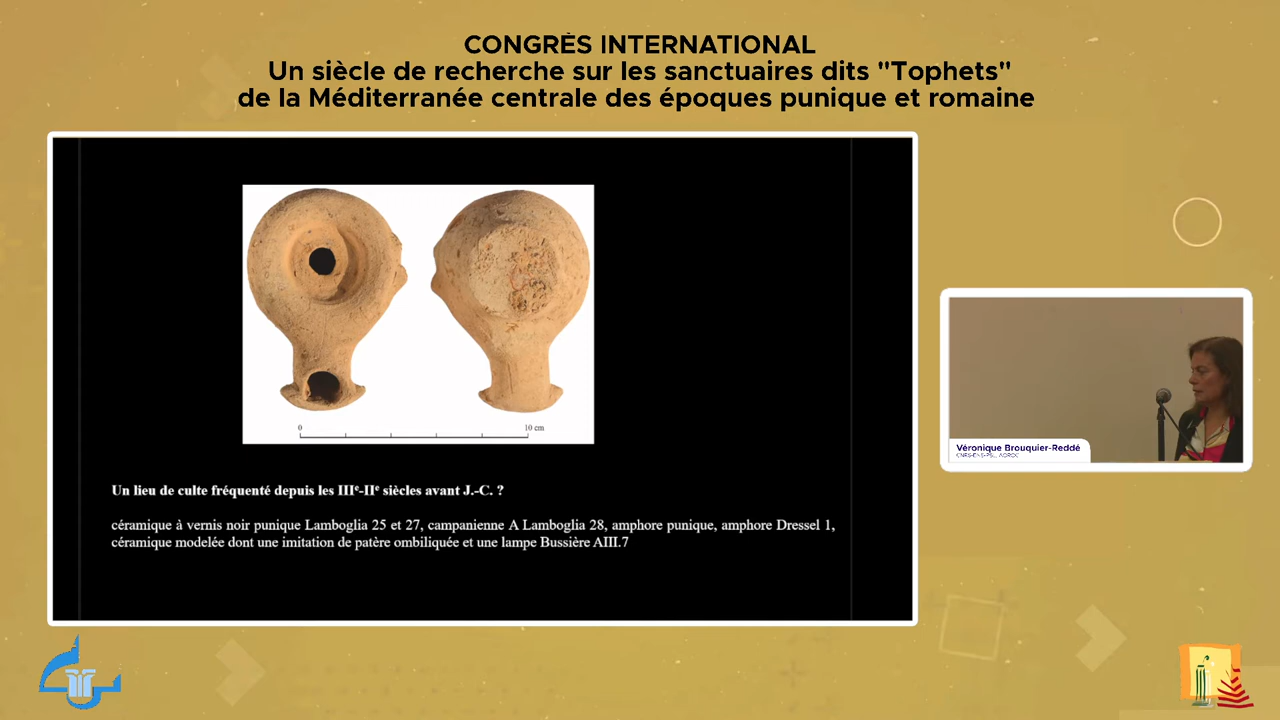 CONGRÈS INTERNATIONAL
Un siècle de recherche sur les sanctuaires dits "Tophets"
de la Méditerranée centrale des époques punique et romaine
0
10 cm
Un lieu de culte fréquenté depuis les IIIᵉ-IIᵉ siècles avant J.-C. ?
céramique à vernis noir punique Lamboglia 25 et 27, campanienne A Lamboglia 28, amphore punique, amphore Dressel 1,
céramique modelée dont une imitation de patère ombiliquée et une lampe Bussière AIII.7
Véronique Brouquier-Reddé